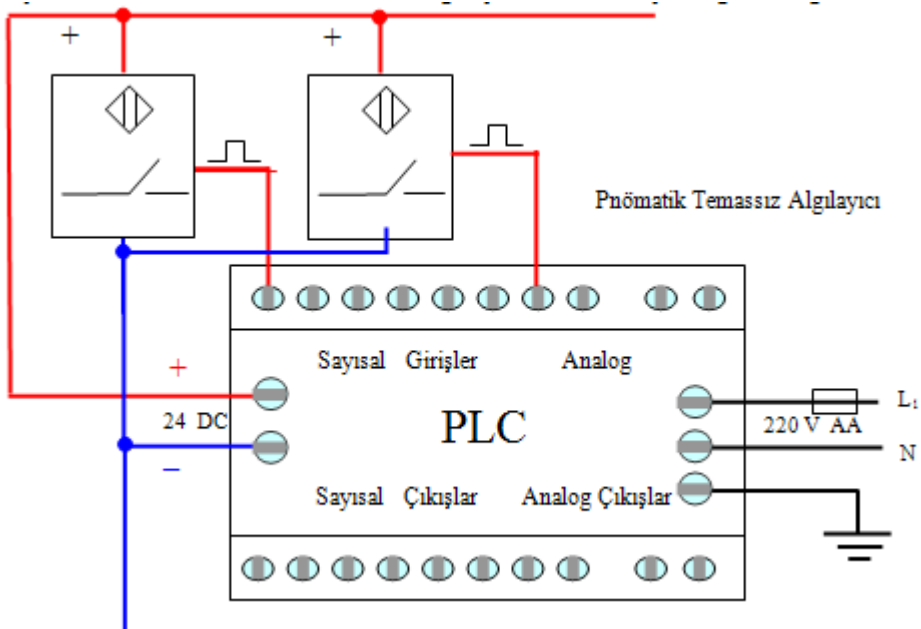 + +
Pnömatik Temassız Algılayıcı
Sayısal Girişler Analog
+
24 DC
−
PLC
L₁
220 V AA
N
Sayısal Çıkışlar Analog Çıkışlar